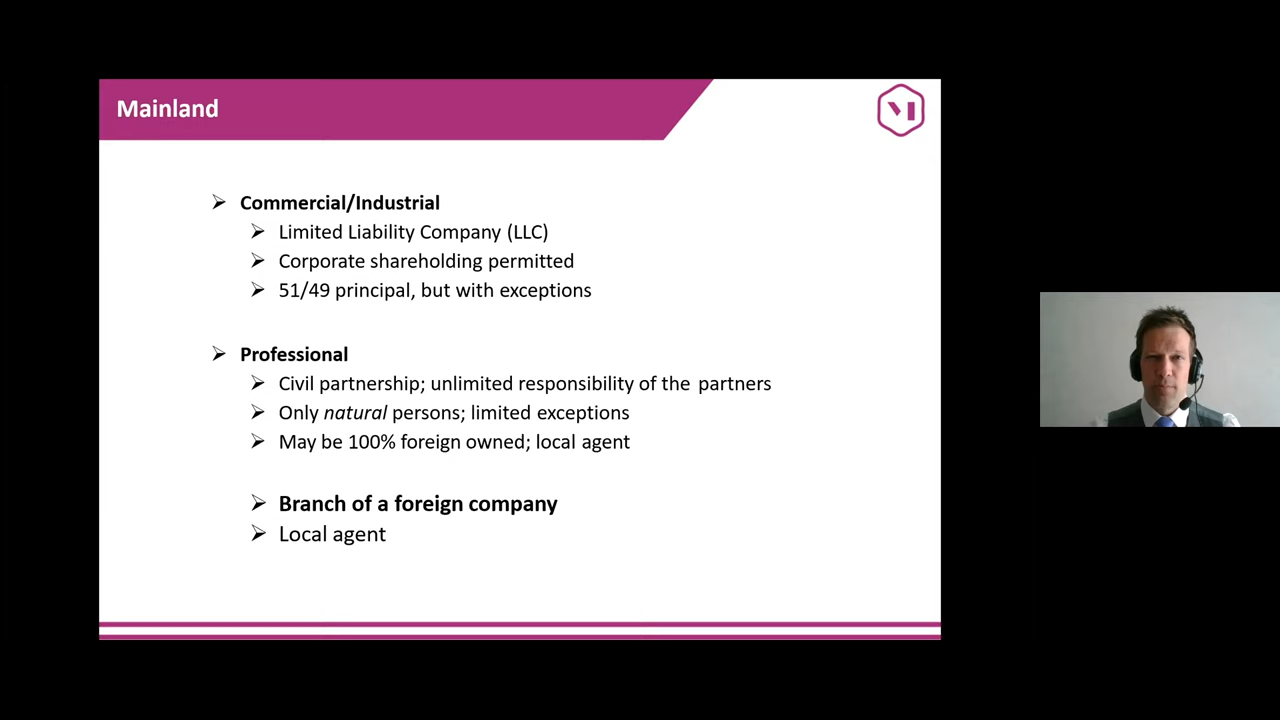 Mainland
Commercial/Industrial
Limited Liability Company (LLC)
Corporate shareholding permitted
51/49 principal, but with exceptions
Professional
Civil partnership; unlimited responsibility of the partners
Only natural persons; limited exceptions
May be 100% foreign owned; local agent
Branch of a foreign company
Local agent